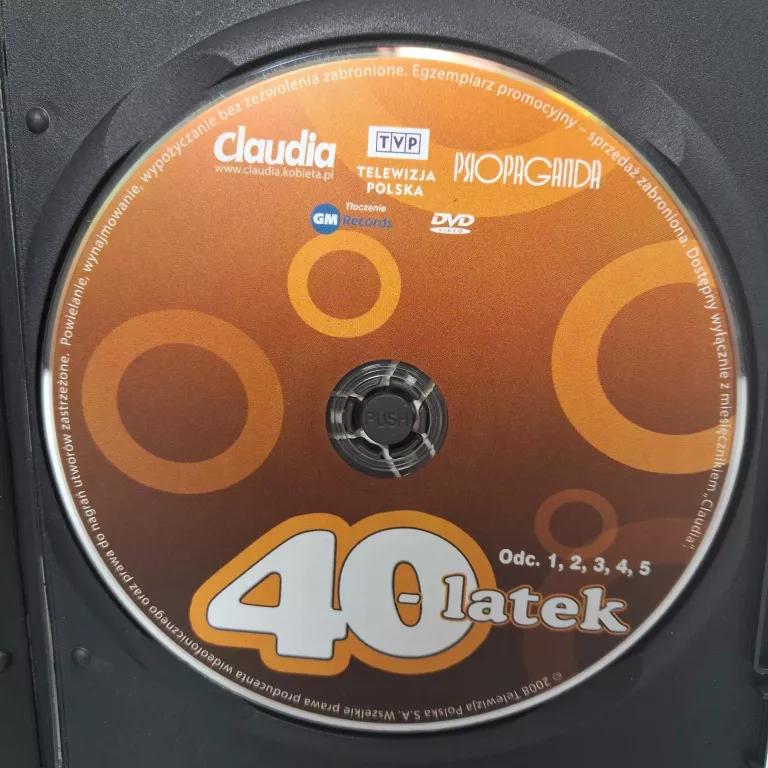 © 2008 Telewizja Polska S.A. Wszelkie prawa producenta wideofonicznego oraz prawa do nagrań utworów zastrzeżone. Powielanie, wynajmowanie, wypożyczanie bez zezwolenia zabronione. Egzemplarz promocyjny – sprzedaż zabroniona. Dostępny wyłącznie z miesięcznikiem „Claudia”.
claudia
www.claudia.kobieta.pl
TVP
TELEWIZJA
POLSKA
PROPAGANDA
Tłoczenie
GM Records
DVD
VIDEO
PUSH
Odc. 1, 2, 3, 4, 5
40-latek